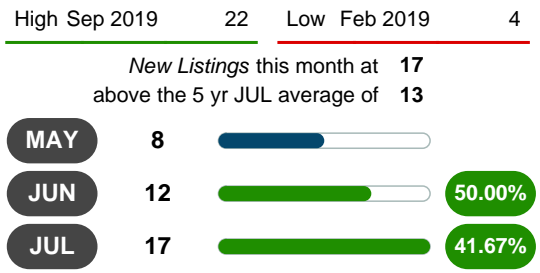 High Sep 2019 22 Low Feb 2019 4
New Listings this month at 17
above the 5 yr JUL average of 13
MAY 8
JUN 12 50.00%
JUL 17 41.67%